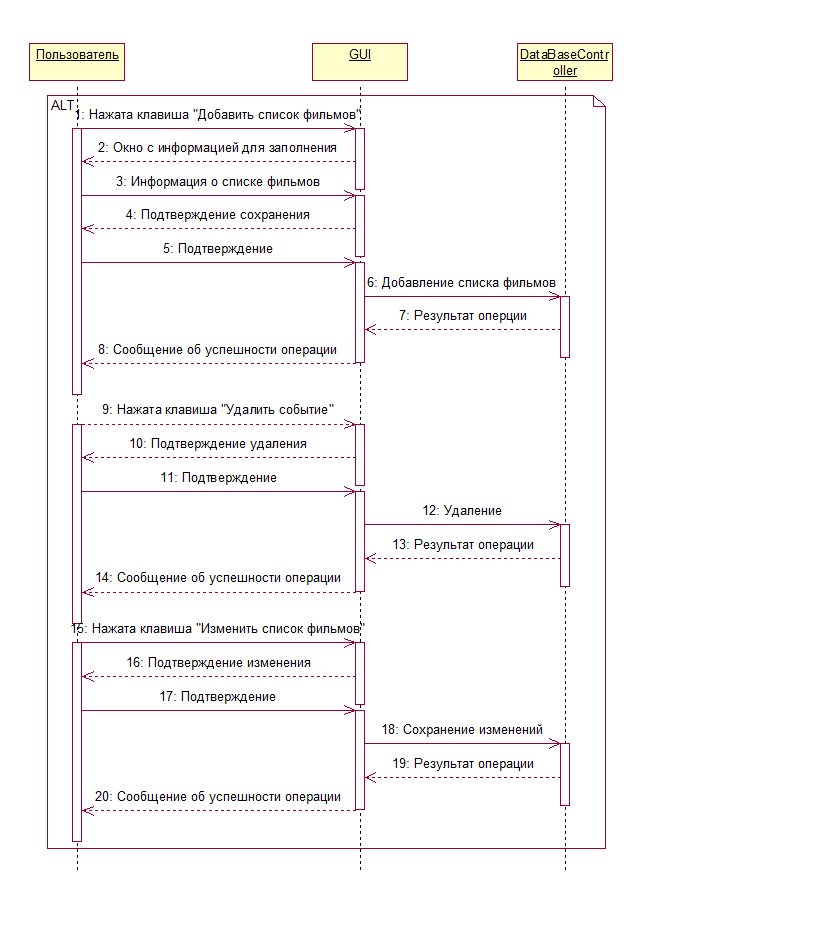 Пользователь
GUI
DataBaseContr
oller
ALT
1: Нажата клавиша "Добавить список фильмов"
2: Окно с информацией для заполнения
3: Информация о списке фильмов
4: Подтверждение сохранения
5: Подтверждение
6: Добавление списка фильмов
7: Результат оперции
8: Сообщение об успешности операции
9: Нажата клавиша "Удалить событие"
10: Подтверждение удаления
11: Подтверждение
12: Удаление
13: Результат операции
14: Сообщение об успешности операции
15: Нажата клавиша "Изменить список фильмов"
16: Подтверждение изменения
17: Подтверждение
18: Сохранение изменений
19: Результат операции
20: Сообщение об успешности операции